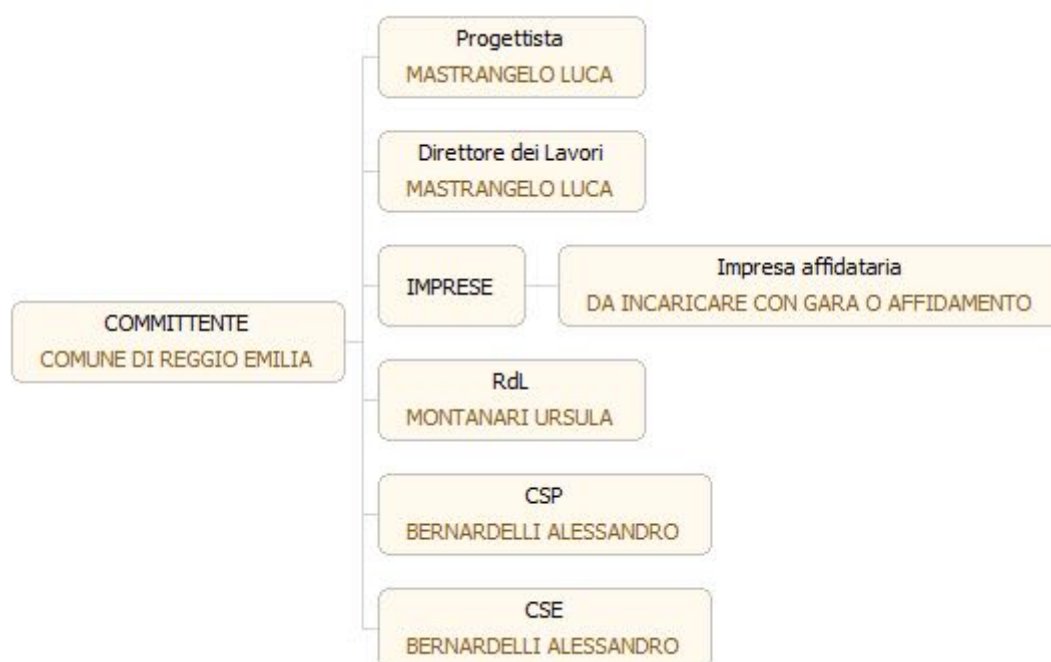 Progettista
MASTRANGELO LUCA
Direttore dei Lavori
MASTRANGELO LUCA
IMPRESE
Impresa affidataria
DA INCARICARE CON GARA O AFFIDAMENTO
COMMITTENTE
COMUNE DI REGGIO EMILIA
RdL
MONTANARI URSULA
CSP
BERNARDELLI ALESSANDRO
CSE
BERNARDELLI ALESSANDRO